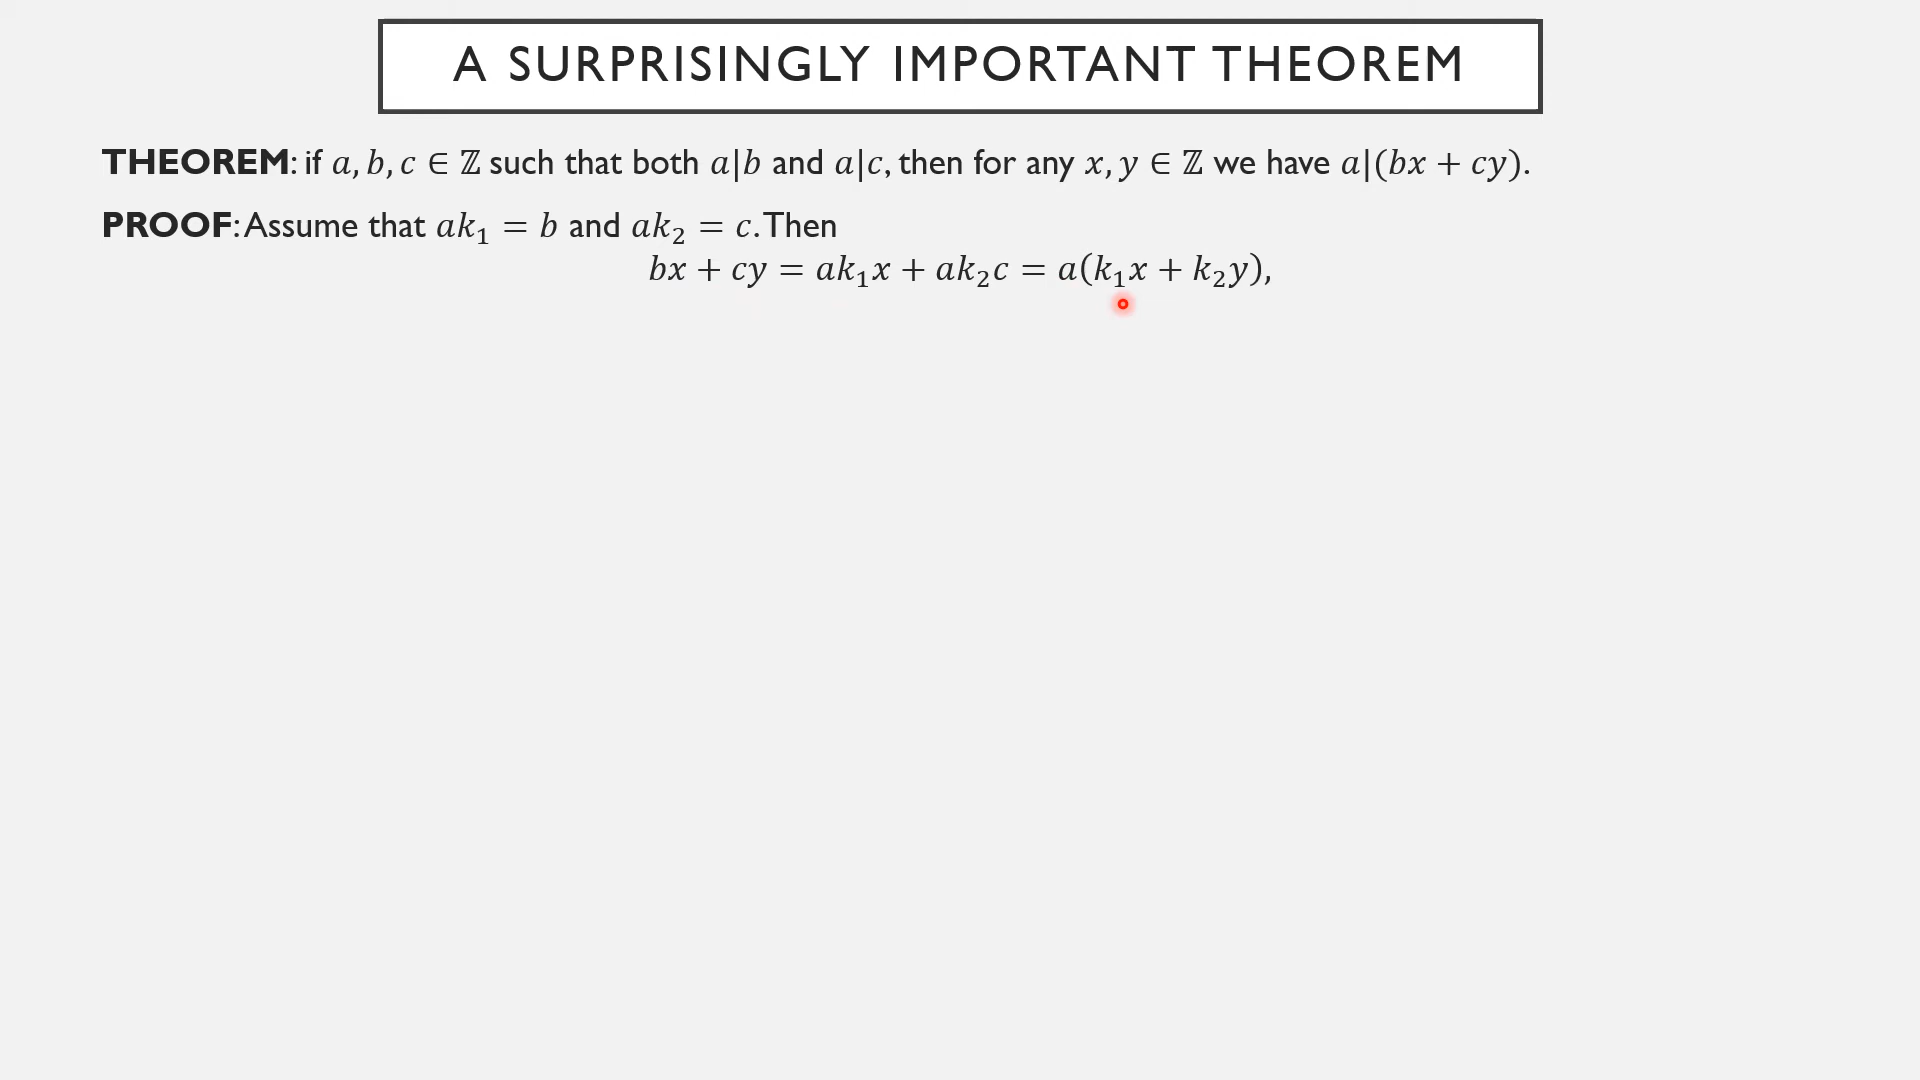 A SURPRISINGLY IMPORTANT THEOREM
THEOREM: if a, b, c ∈ ℤ such that both a|b and a|c, then for any x, y ∈ ℤ we have a|(bx + cy).
PROOF: Assume that ak₁ = b and ak₂ = c. Then
bx + cy = ak₁x + ak₂c = a(k₁x + k₂y),